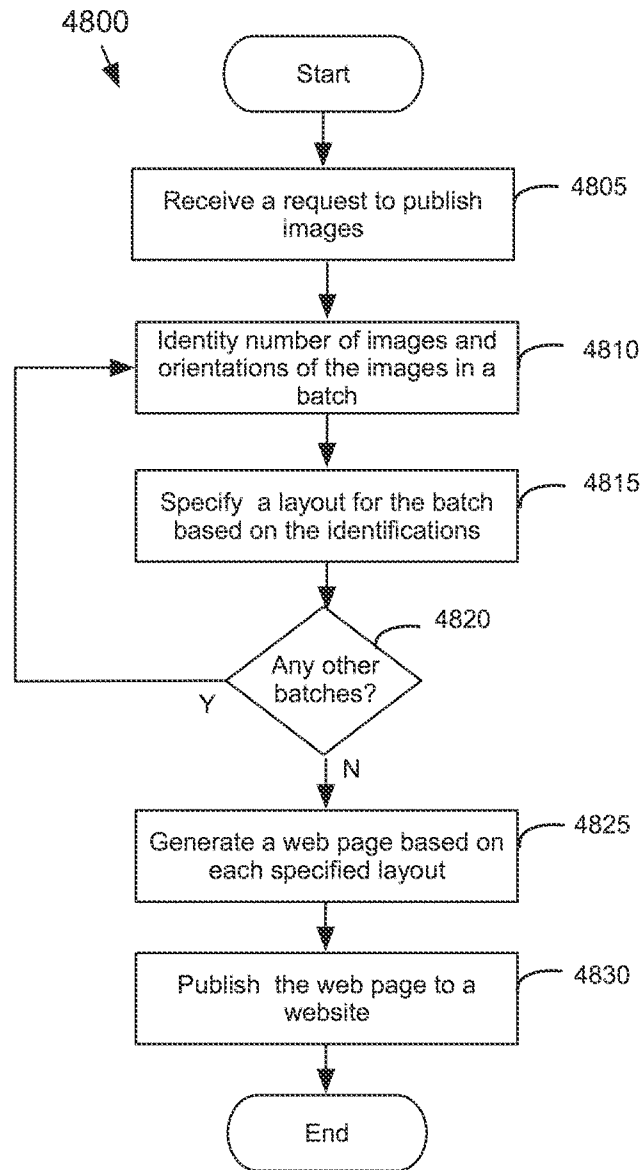 4800
Start
Receive a request to publish
images
4805
Identity number of images and
orientations of the images in a
batch
4810
Specify a layout for the batch
based on the identifications
4815
4820
Any other
batches?
Y
N
Generate a web page based on
each specified layout
4825
Publish the web page to a
website
4830
End